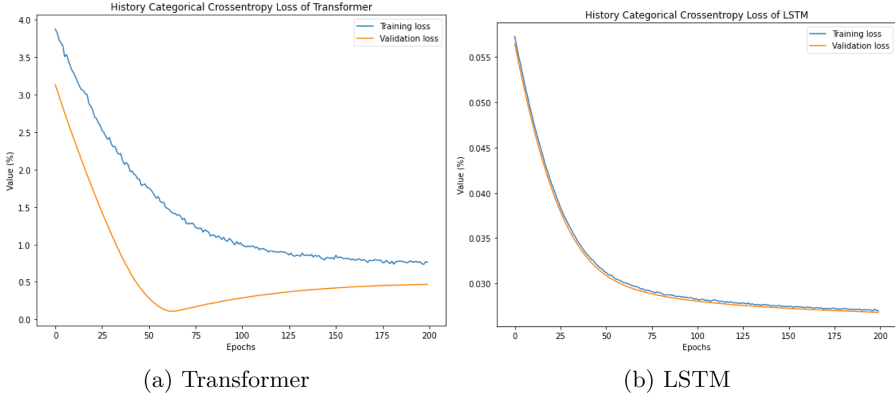 History Categorical Crossentropy Loss of Transformer
Training loss
Validation loss
4.0
3.5
3.0
2.5
2.0
1.5
1.0
0.5
0.0
Value (%)
0 25 50 75 100 125 150 175 200
Epochs
(a) Transformer
History Categorical Crossentropy Loss of LSTM
Training loss
Validation loss
0.055
0.050
0.045
0.040
0.035
0.030
Value (%)
0 25 50 75 100 125 150 175 200
Epochs
(b) LSTM